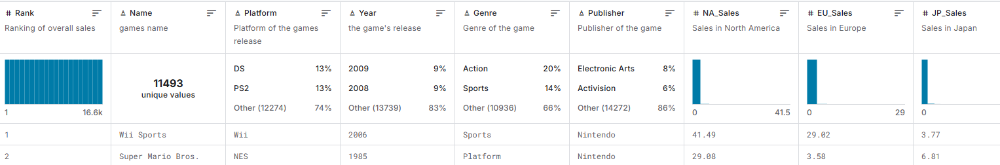 # Rank
Ranking of overall sales
A Name
games name
A Platform
Platform of the games
release
A Year
the game's release
A Genre
Genre of the game
A Publisher
Publisher of the game
# NA_Sales
Sales in North America
# EU_Sales
Sales in Europe
# JP_Sales
Sales in Japan
1 16.6k
11493
unique values
DS 13%
PS2 13%
Other (12274) 74%
2009 9%
2008 9%
Other (13739) 83%
Action 20%
Sports 14%
Other (10936) 66%
Electronic Arts 8%
Activision 6%
Other (14272) 86%
0 41.5
0 29
0
1 Wii Sports Wii 2006 Sports Nintendo 41.49 29.02 3.77
2 Super Mario Bros. NES 1985 Platform Nintendo 29.08 3.58 6.81